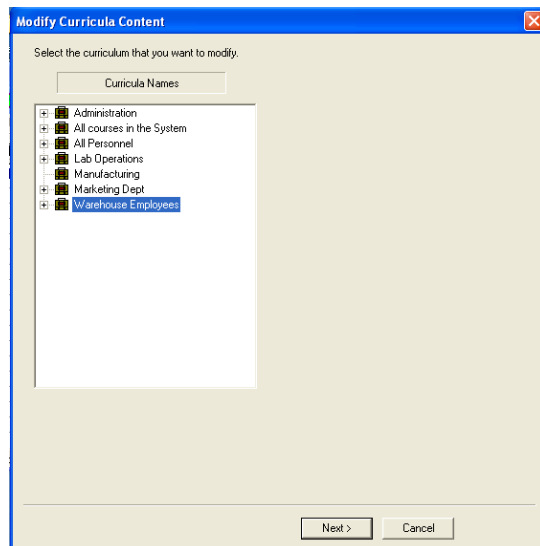 Modify Curricula Content
Select the curriculum that you want to modify.
Curricula Names
Administration
All courses in the System
All Personnel
Lab Operations
Manufacturing
Marketing Dept
Warehouse Employees
Next >
Cancel